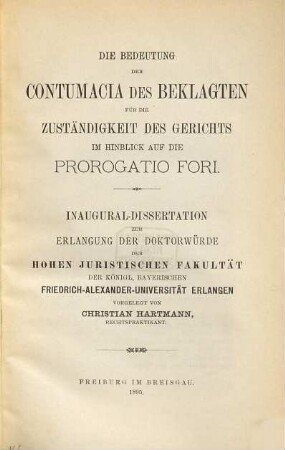 DIE BEDEUTUNG
DER
CONTUMACIA DES BEKLAGTEN
FÜR DIE
ZUSTÄNDIGKEIT DES GERICHTS
IM HINBLICK AUF DIE
PROROGATIO FORI.
INAUGURAL-DISSERTATION
ZUR
ERLANGUNG DER DOKTORWÜRDE
DER
HOHEN JURISTISCHEN FAKULTÄT
DER KÖNIGL. BAYERISCHEN
FRIEDRICH-ALEXANDER-UNIVERSITÄT ERLANGEN
VORGELEGT VON
CHRISTIAN HARTMANN,
RECHTSPRAKTIKANT.
FREIBURG IM BREISGAU.